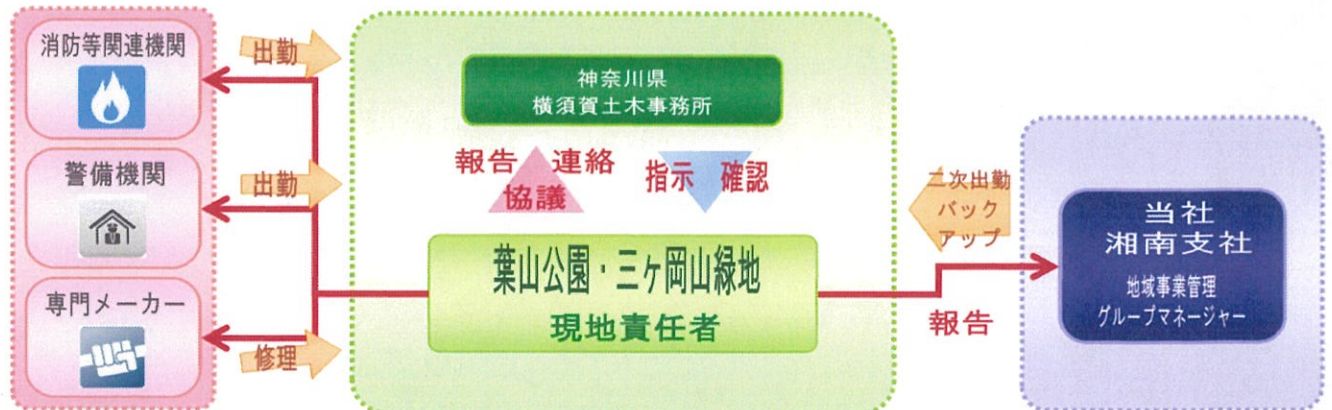 消防等関連機関
出勤
警備機関
出勤
専門メーカー
修理
神奈川県
横須賀土木事務所
報告 連絡
協議
指示 確認
葉山公園・三ヶ岡山緑地
現地責任者
二次出勤
バック
アップ
報告
当社
湘南支社
地域事業管理
グループマネージャー